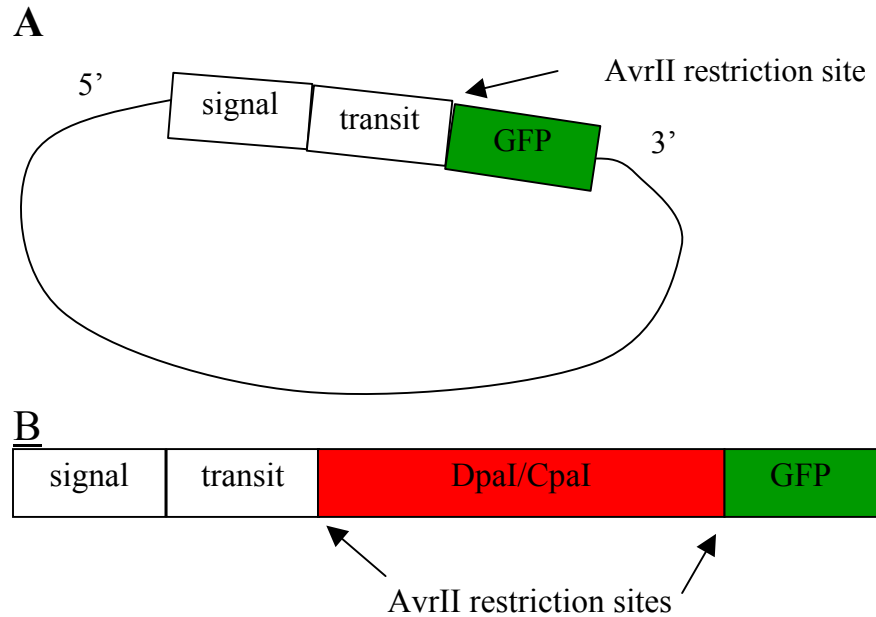 A
AvrII restriction site
5’
signal
transit
GFP
3’
B
signal transit DpaI/CpaI GFP
AvrII restriction sites